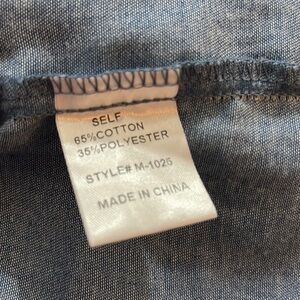 SELF
65%COTTON
35%POLYESTER
STYLE# M-1025
MADE IN CHINA